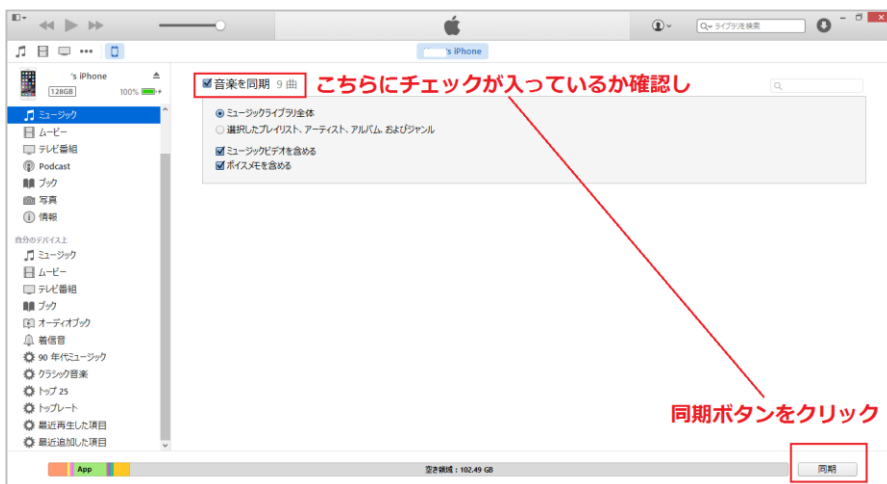 ライブラリを検索
's iPhone
's iPhone
128GB 100%
音楽を同期 9 曲 こちらにチェックが入っているか確認し
ミュージックライブラリ全体
選択したプレイリスト、アーティスト、アルバム、およびジャンル
ミュージックビデオを含める
ボイスメモを含める
ミュージック
ムービー
テレビ番組
Podcast
ブック
写真
情報
自分のデバイス上
ミュージック
ムービー
テレビ番組
ブック
オーディオブック
着信音
90 年代ミュージック
クラシック音楽
トップ 25
トップレート
最近再生した項目
最近追加した項目
同期ボタンをクリック
App 空き領域 : 102.49 GB 同期